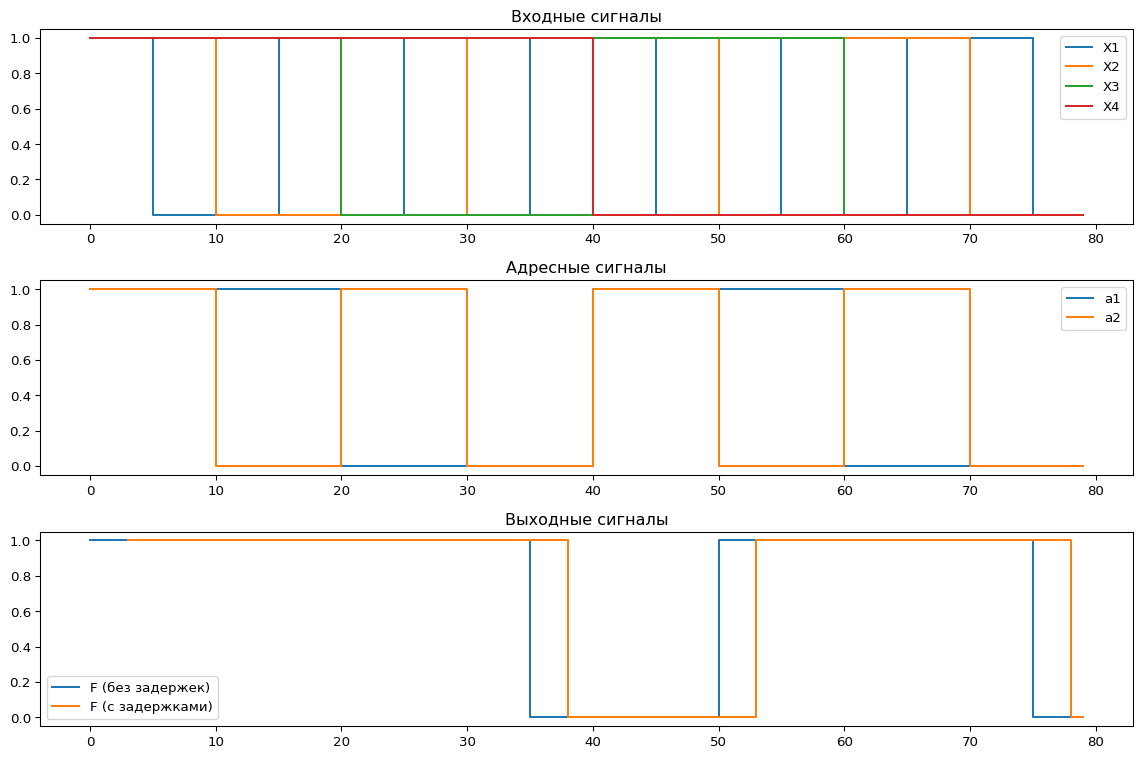 Входные сигналы
1.0
0.8
0.6
0.4
0.2
0.0
X1
X2
X3
X4
0 10 20 30 40 50 60 70 80
Адресные сигналы
1.0
0.8
0.6
0.4
0.2
0.0
a1
a2
0 10 20 30 40 50 60 70 80
Выходные сигналы
1.0
0.8
0.6
0.4
0.2
0.0
F (без задержек)
F (с задержками)
0 10 20 30 40 50 60 70 80